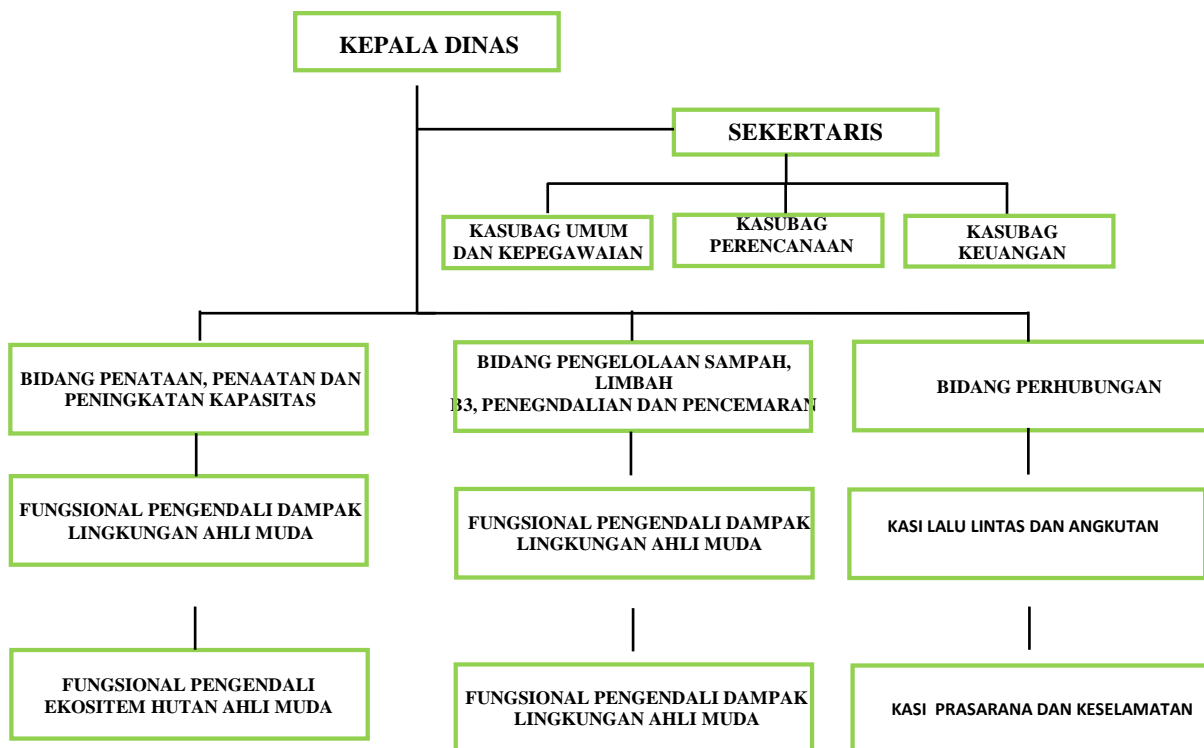 KEPALA DINAS
SEKERTARIS
KASUBAG UMUM
DAN KEPEGAWAIAN
KASUBAG
PERENCANAAN
KASUBAG
KEUANGAN
BIDANG PENATAAN, PENAATAN DAN
PENINGKATAN KAPASITAS
BIDANG PENGELOLAAN SAMPAH,
LIMBAH
B3, PENEGNDALIAN DAN PENCEMARAN
BIDANG PERHUBUNGAN
FUNGSIONAL PENGENDALI DAMPAK
LINGKUNGAN AHLI MUDA
FUNGSIONAL PENGENDALI DAMPAK
LINGKUNGAN AHLI MUDA
KASI LALU LINTAS DAN ANGKUTAN
FUNGSIONAL PENGENDALI
EKOSITEM HUTAN AHLI MUDA
FUNGSIONAL PENGENDALI DAMPAK
LINGKUNGAN AHLI MUDA
KASI PRASARANA DAN KESELAMATAN